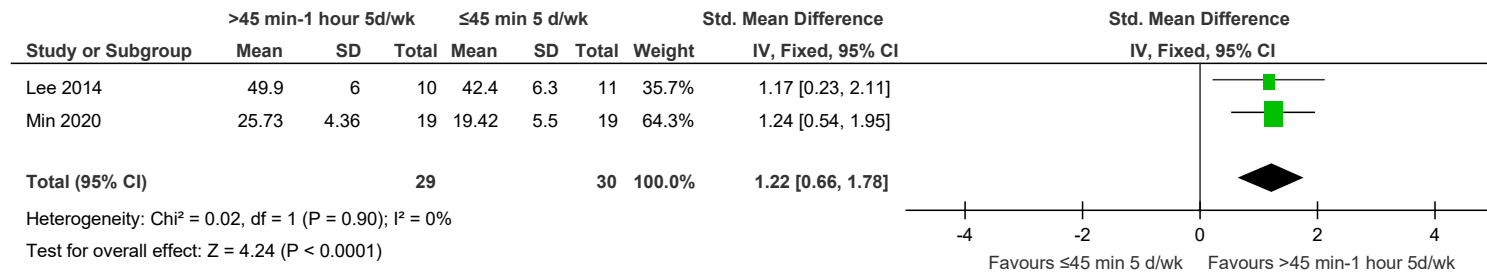 >45 min-1 hour 5d/wk ≤45 min 5 d/wk Std. Mean Difference Std. Mean Difference
Study or Subgroup Mean SD Total Mean SD Total Weight IV, Fixed, 95% CI IV, Fixed, 95% CI
Lee 2014 49.9 6 10 42.4 6.3 11 35.7% 1.17 [0.23, 2.11]
Min 2020 25.73 4.36 19 19.42 5.5 19 64.3% 1.24 [0.54, 1.95]
Total (95% CI) 29 30 100.0% 1.22 [0.66, 1.78]
Heterogeneity: Chi² = 0.02, df = 1 (P = 0.90); I² = 0%
Test for overall effect: Z = 4.24 (P < 0.0001)
-4 -2 0 2 4
Favours ≤45 min 5 d/wk Favours >45 min-1 hour 5d/wk